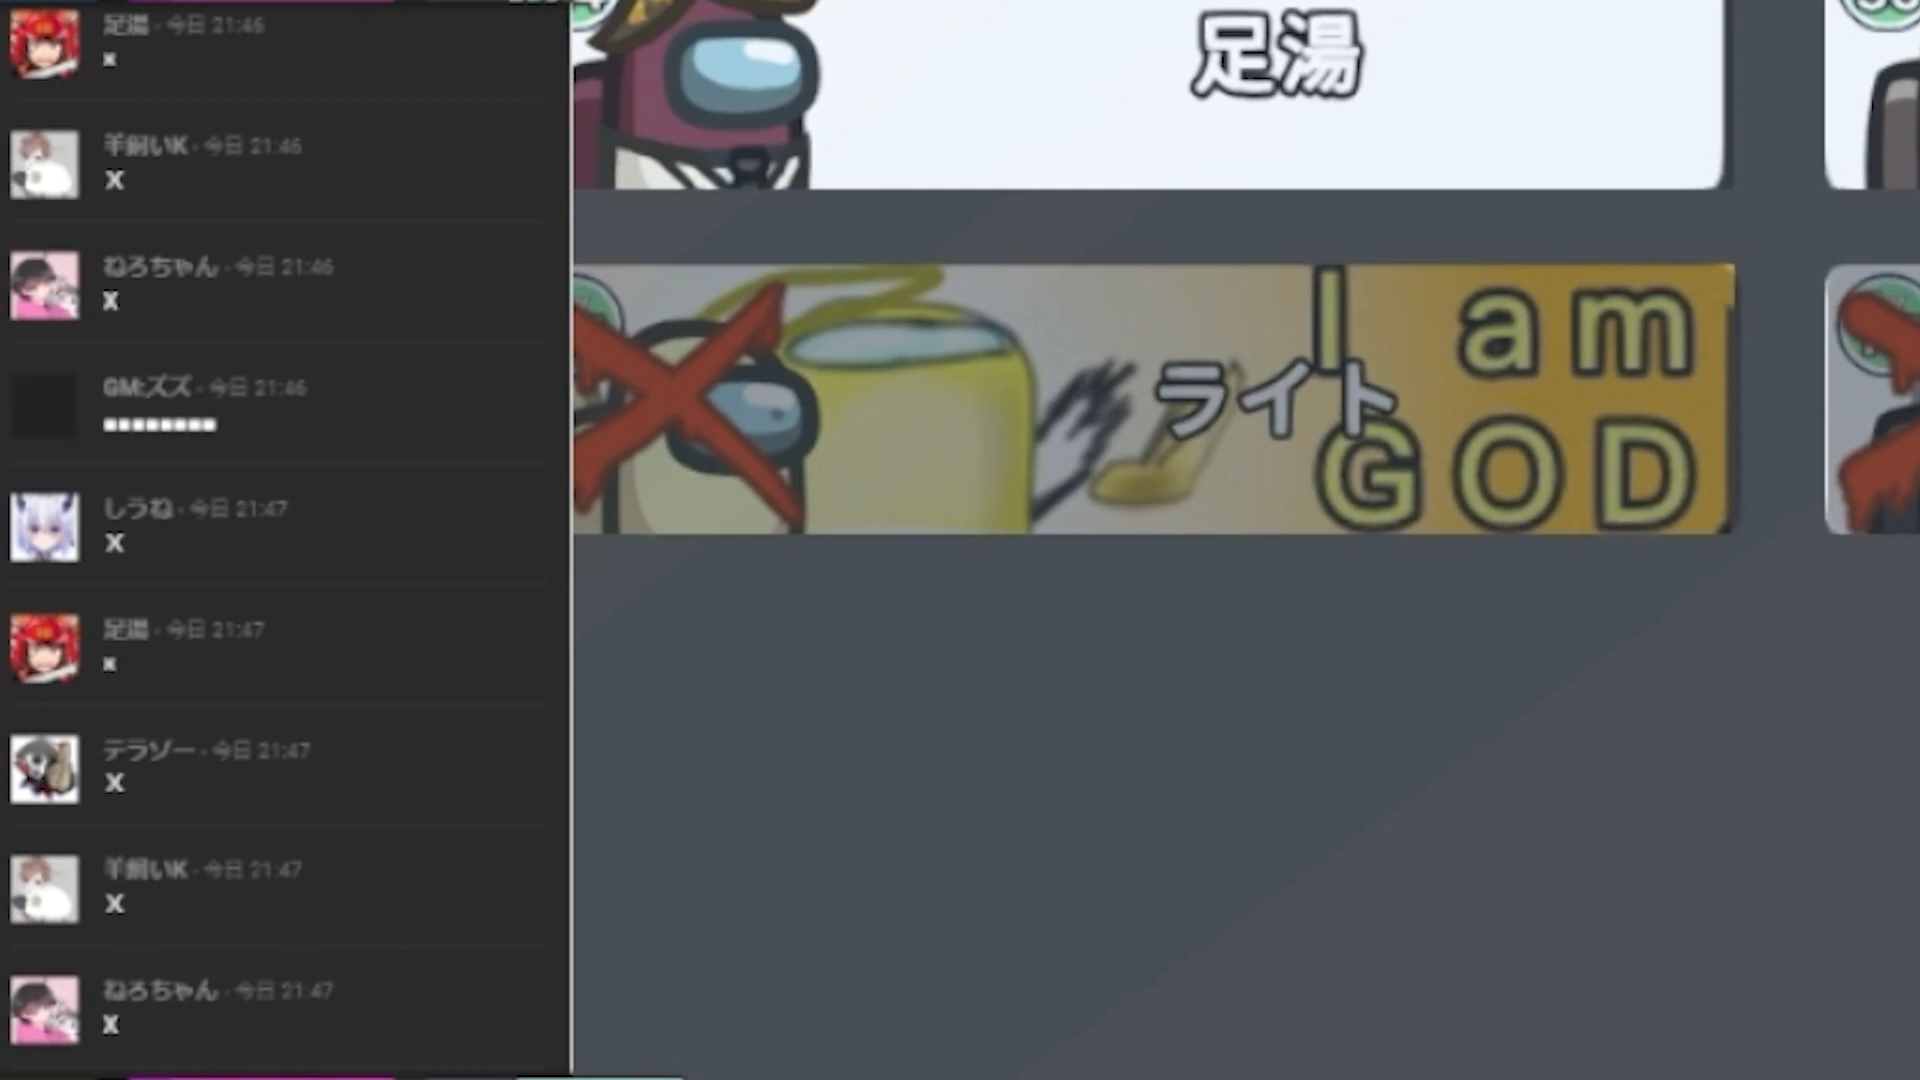 足湯 - 今日 21:46
x
羊飼いK - 今日 21:46
X
ねろちゃん - 今日 21:46
X
GM:ズズ - 今日 21:46
■■■■■■■■
しうね - 今日 21:47
X
足湯 - 今日 21:47
x
テラゾー - 今日 21:47
X
羊飼いK - 今日 21:47
X
ねろちゃん - 今日 21:47
X
足湯
I am
ライト
GOD